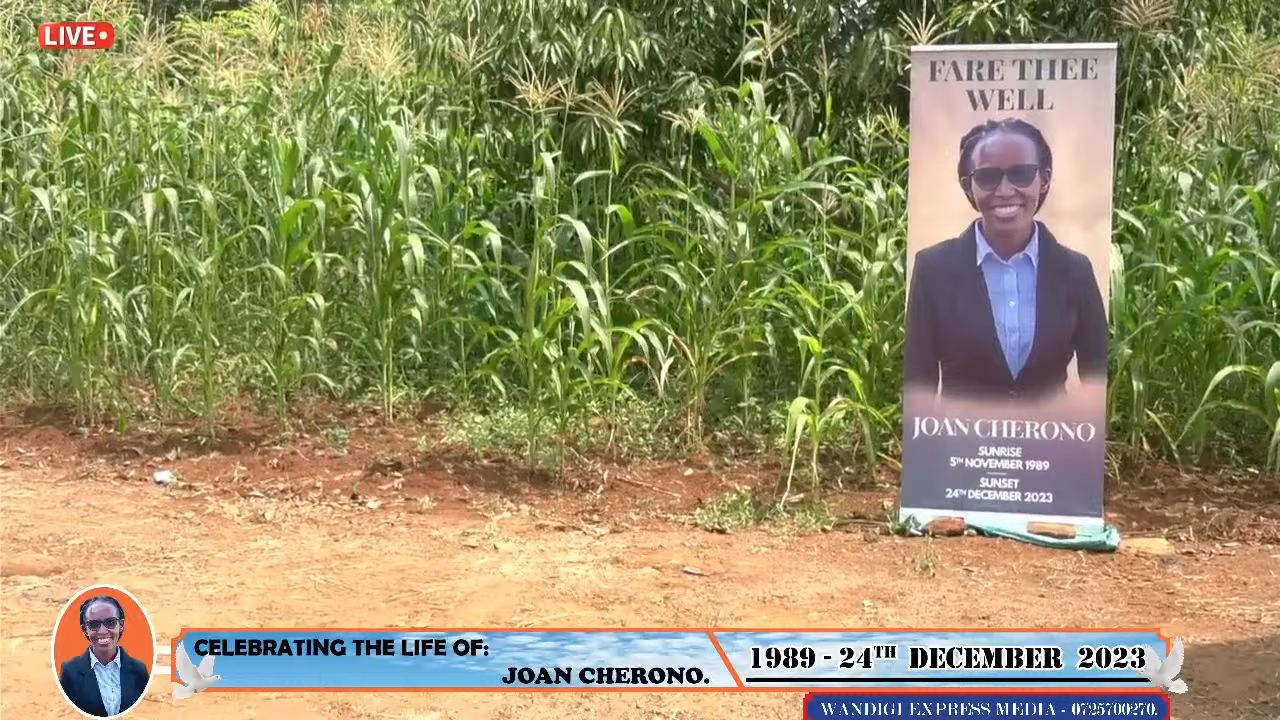 LIVE
FARE THEE
WELL
JOAN CHERONO
SUNRISE
5TH NOVEMBER 1989
SUNSET
24TH DECEMBER 2023
CELEBRATING THE LIFE OF:
JOAN CHERONO.
1989 - 24TH DECEMBER 2023
WANDIGI EXPRESS MEDIA - 0725700270.